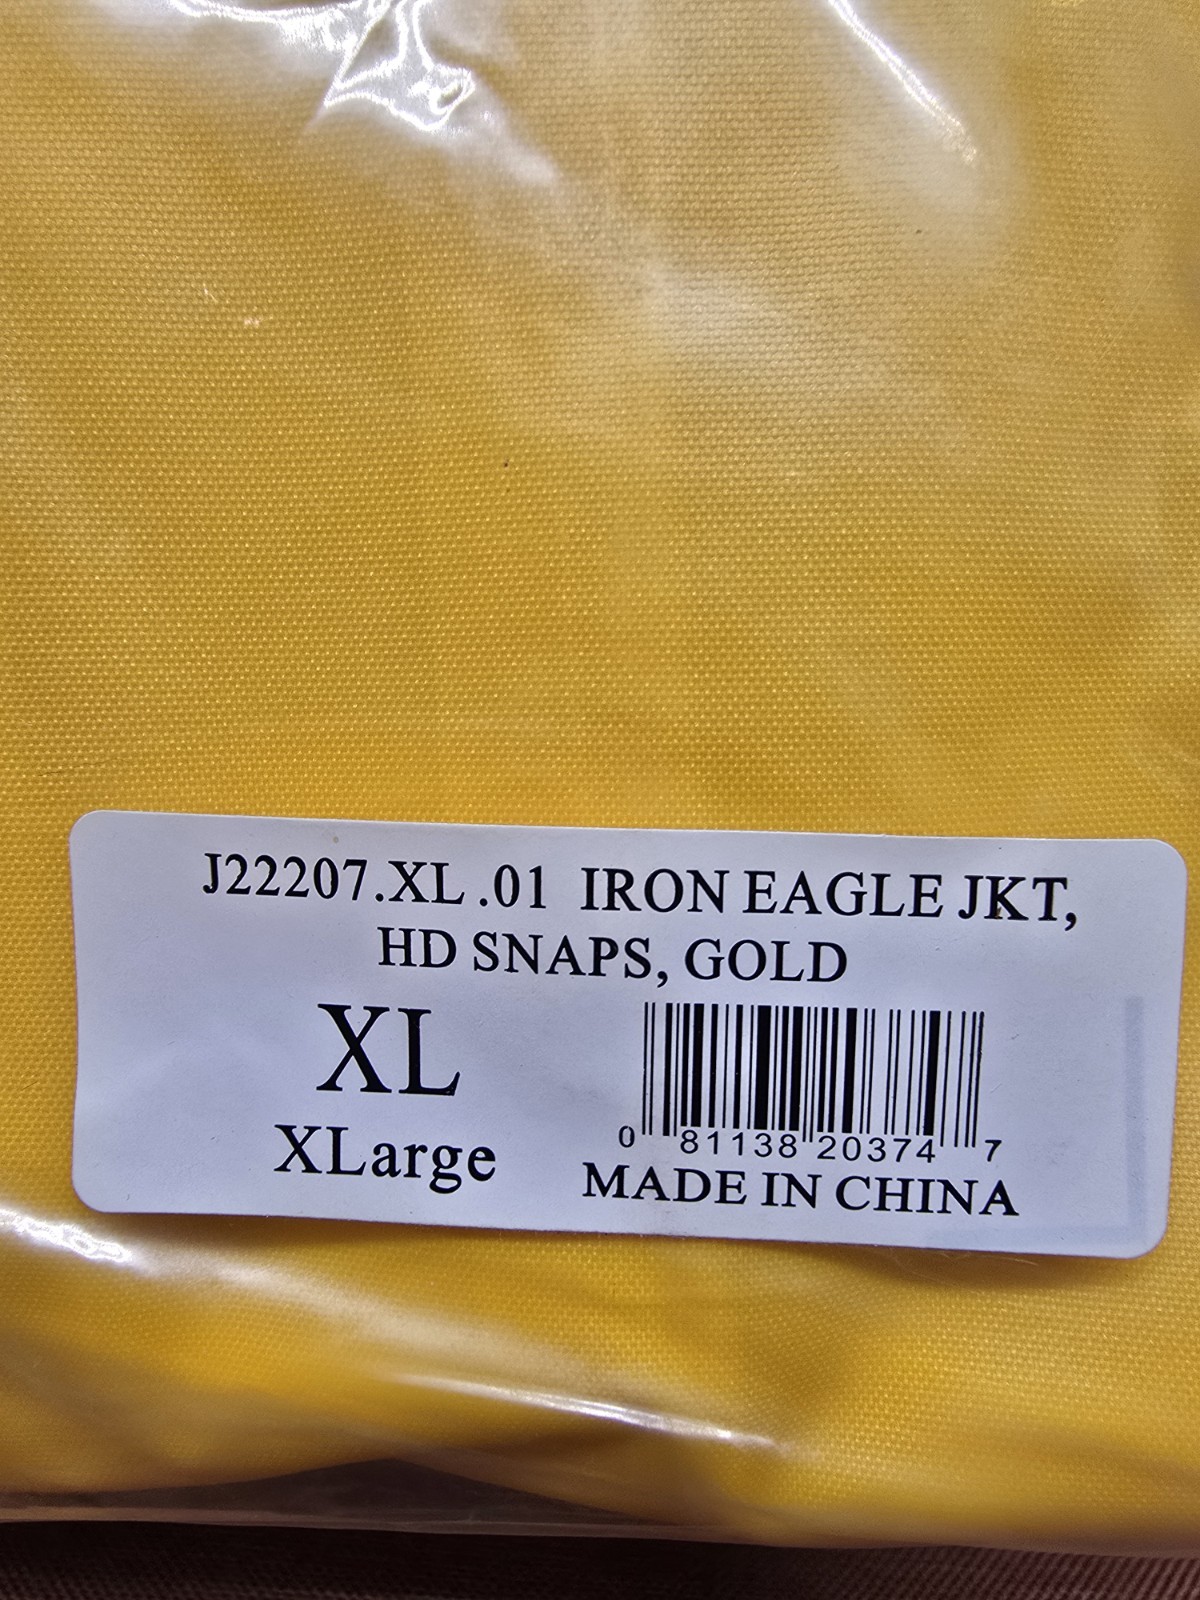 J22207.XL .01 IRON EAGLE JKT,
HD SNAPS, GOLD
XL
XLarge
0 81138 20374 7
MADE IN CHINA